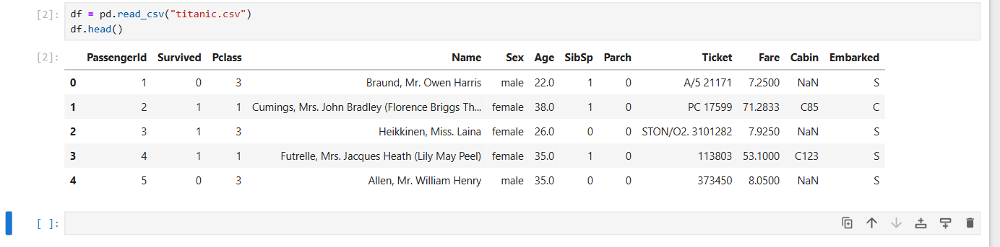 [2]: df = pd.read_csv("titanic.csv")
df.head()
[2]: PassengerId Survived Pclass Name Sex Age SibSp Parch Ticket Fare Cabin Embarked
0 1 0 3 Braund, Mr. Owen Harris male 22.0 1 0 A/5 21171 7.2500 NaN S
1 2 1 1 Cumings, Mrs. John Bradley (Florence Briggs Th... female 38.0 1 0 PC 17599 71.2833 C85 C
2 3 1 3 Heikkinen, Miss. Laina female 26.0 0 0 STON/O2. 3101282 7.9250 NaN S
3 4 1 1 Futrelle, Mrs. Jacques Heath (Lily May Peel) female 35.0 1 0 113803 53.1000 C123 S
4 5 0 3 Allen, Mr. William Henry male 35.0 0 0 373450 8.0500 NaN S
[ ]: